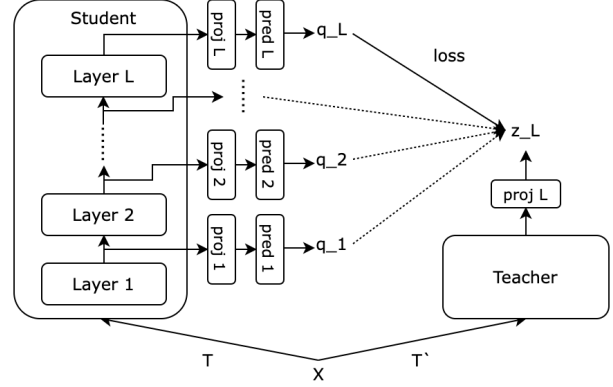 Student
proj L
pred L
q_L
loss
Layer L
z_L
proj 2
pred 2
q_2
proj L
Layer 2
proj 1
pred 1
q_1
Teacher
Layer 1
T
T`
X